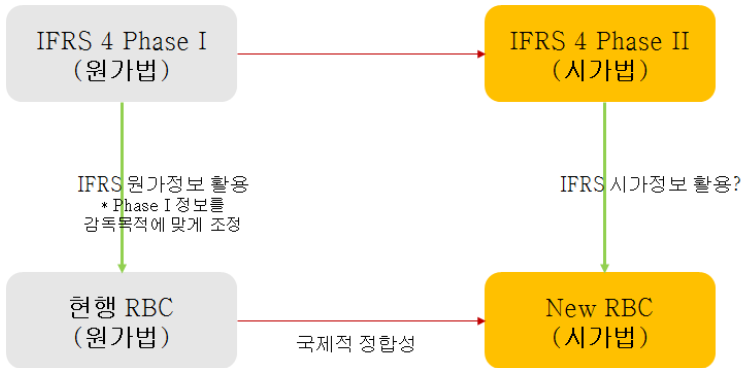 IFRS 4 Phase I
(원가법)
IFRS 4 Phase II
(시가법)
IFRS 원가정보 활용
* Phase I 정보를
감독목적에 맞게 조정
IFRS 시가정보 활용?
현행 RBC
(원가법)
국제적 정합성
New RBC
(시가법)